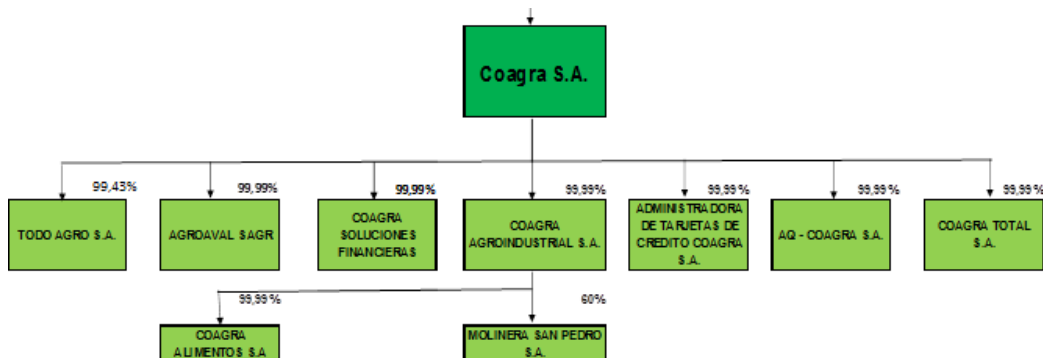 Coagra S.A.
99,43%
99,99%
99,99%
99,99%
99,99%
99,99%
99,99%
TODO AGRO S.A.
AGROAVAL SAGR
COAGRA
SOLUCIONES
FINANCIERAS
COAGRA
AGROINDUSTRIAL S.A.
ADMINISTRADORA
DE TARJETAS DE
CREDITO COAGRA
S.A.
AQ - COAGRA S.A.
COAGRA TOTAL
S.A.
99,99%
60%
COAGRA
ALIMENTOS S.A
MOLINERA SAN PEDRO
S.A.